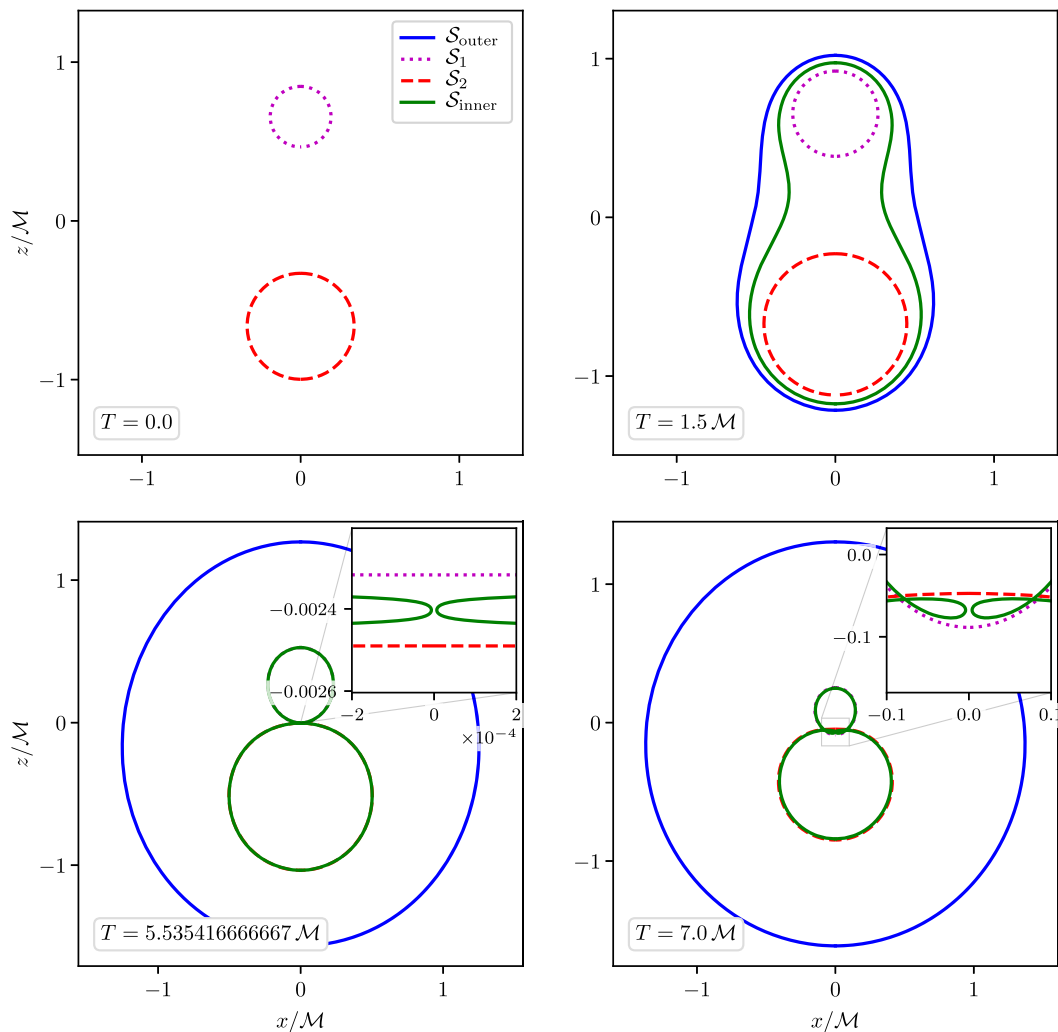 S_outer
S_1
S_2
S_inner
1
0
−1
z/M
T = 0.0
−1
0
1
1
0
−1
T = 1.5 M
−1
0
1
1
0
−1
z/M
−0.0024
−0.0026
−2
0
2
×10⁻⁴
T = 5.535416666667 M
−1
0
1
x/M
1
0
−1
0.0
−0.1
−0.1
0.0
0.1
T = 7.0 M
−1
0
1
x/M